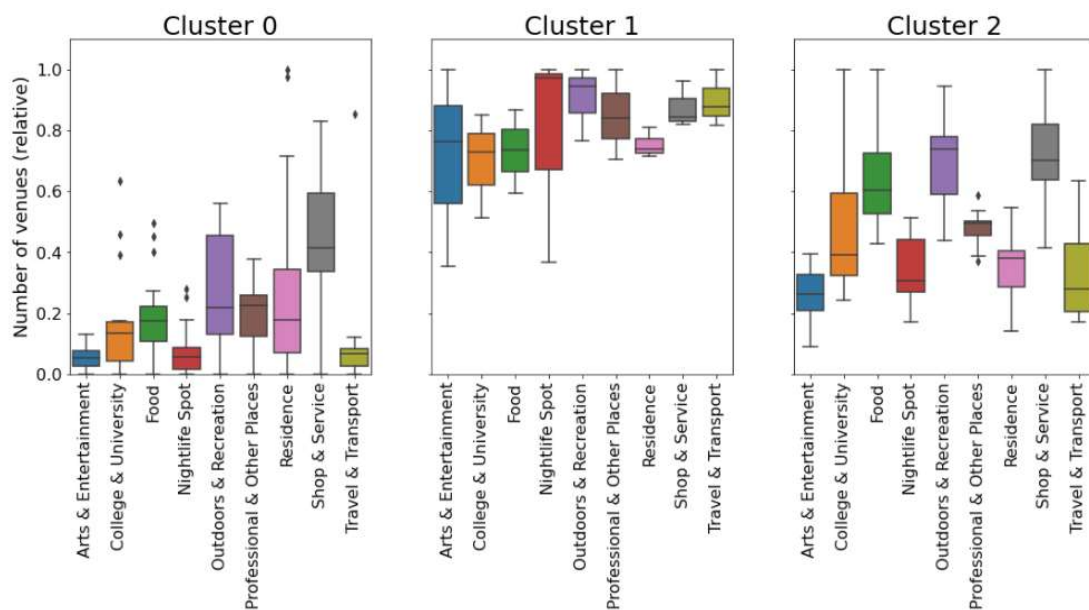 Cluster 0
Cluster 1
Cluster 2
Number of venues (relative)
1.0
0.8
0.6
0.4
0.2
0.0
Arts & Entertainment
College & University
Food
Nightlife Spot
Outdoors & Recreation
Professional & Other Places
Residence
Shop & Service
Travel & Transport
Arts & Entertainment
College & University
Food
Nightlife Spot
Outdoors & Recreation
Professional & Other Places
Residence
Shop & Service
Travel & Transport
Arts & Entertainment
College & University
Food
Nightlife Spot
Outdoors & Recreation
Professional & Other Places
Residence
Shop & Service
Travel & Transport